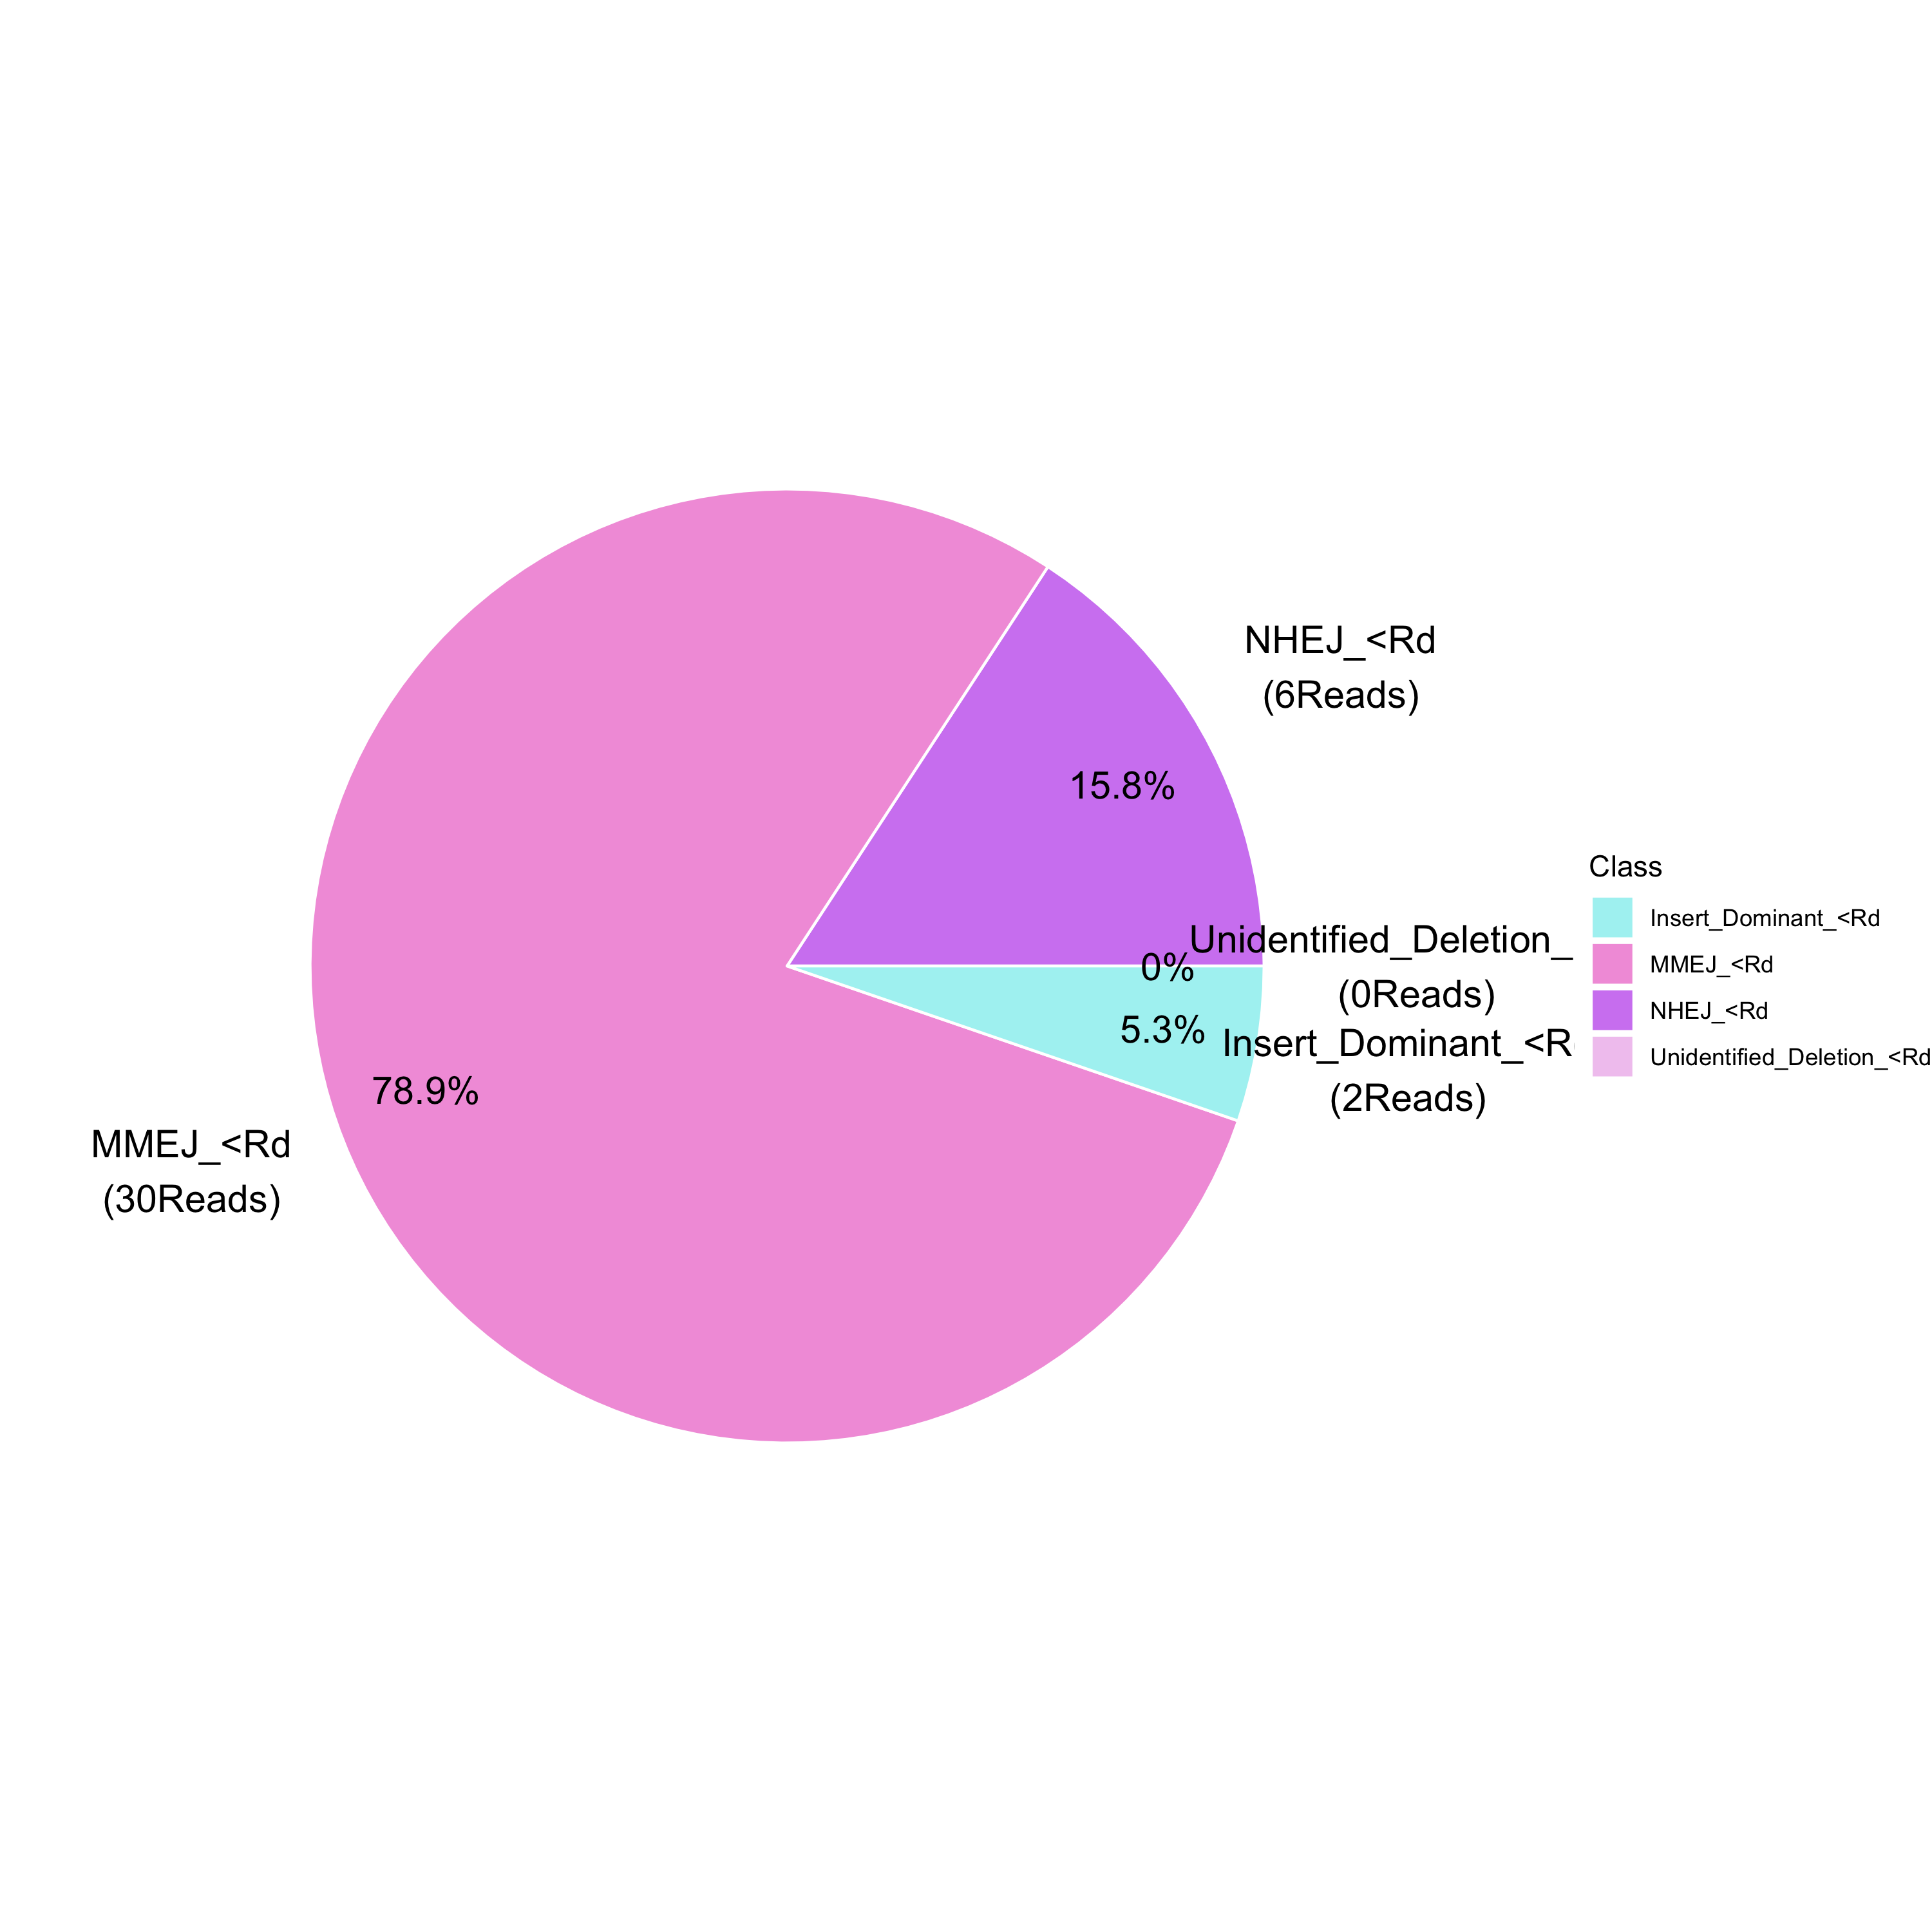 NHEJ_<Rd
(6Reads)
15.8%
Unidentified_Deletion_
0%
(0Reads)
5.3%
Insert_Dominant_<R
(2Reads)
78.9%
MMEJ_<Rd
(30Reads)
Class
Insert_Dominant_<Rd
MMEJ_<Rd
NHEJ_<Rd
Unidentified_Deletion_<Rd